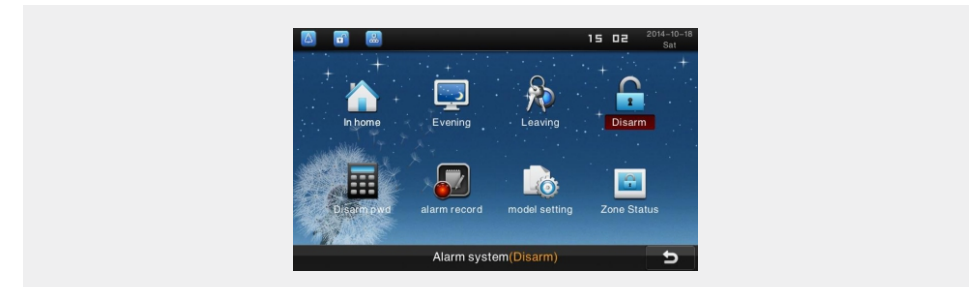 15 02
2014-10-18
Sat
In home
Evening
Leaving
Disarm
Disarm pwd
alarm record
model setting
Zone Status
Alarm system(Disarm)